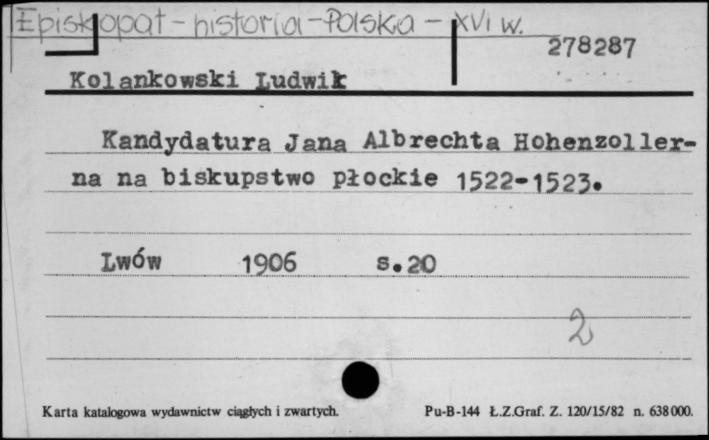 Episkopat - historia - Polska - XVI w.
278287
Kolankowski Ludwik
Kandydatura Jana Albrechta Hohenzoller-
na na biskupstwo płockie 1522-1523.
Lwów 1906 s.20
2
Karta katalogowa wydawnictw ciągłych i zwartych. Pu-B-144 Ł.Z.Graf. Z. 120/15/82 n. 638000.